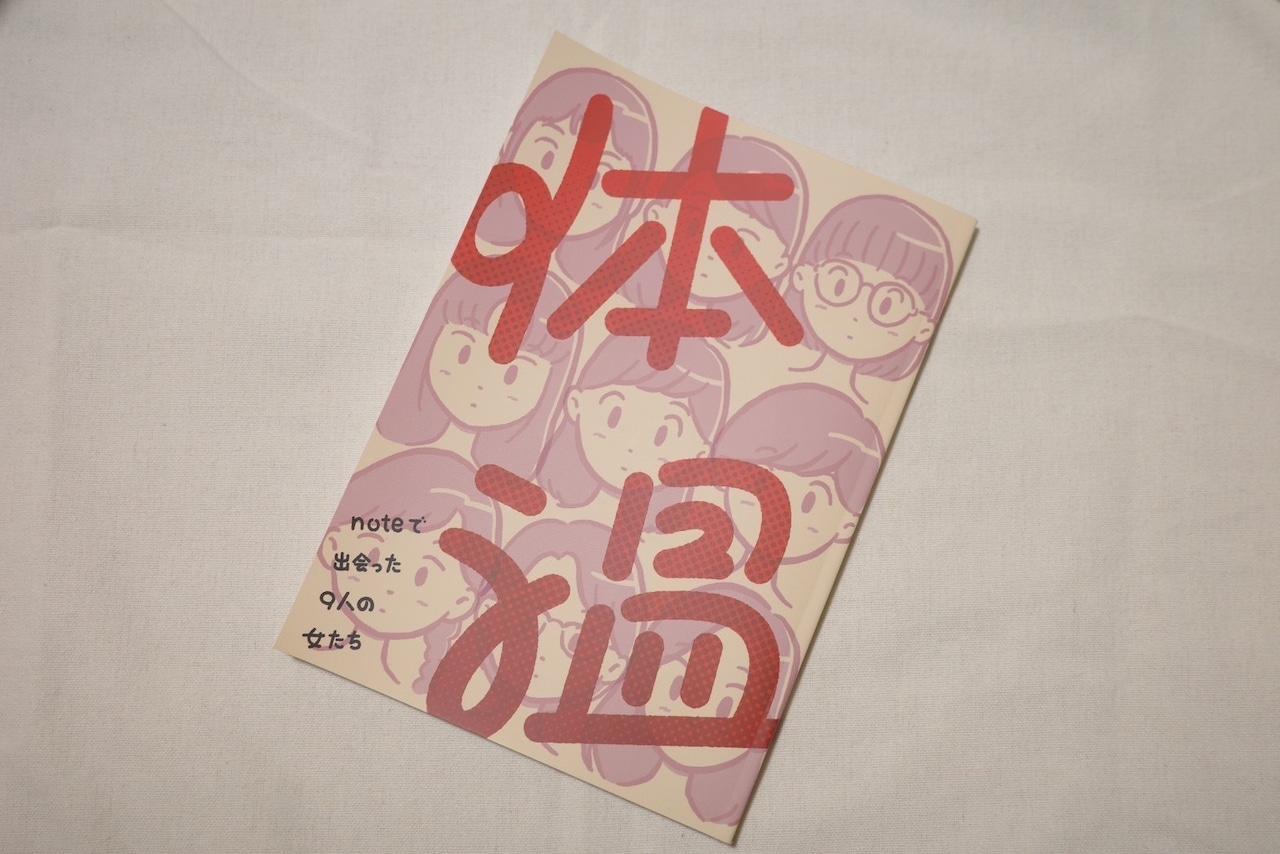 体温
noteで
出会った
9人の
女たち